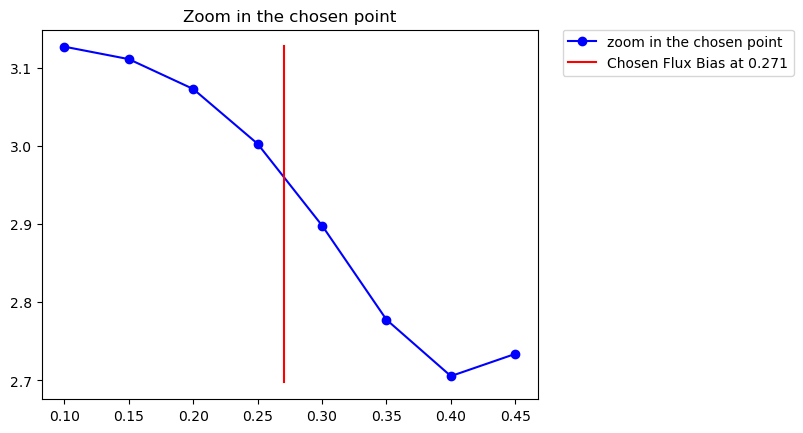 Zoom in the chosen point
zoom in the chosen point
Chosen Flux Bias at 0.271
3.1
3.0
2.9
2.8
2.7
0.10 0.15 0.20 0.25 0.30 0.35 0.40 0.45